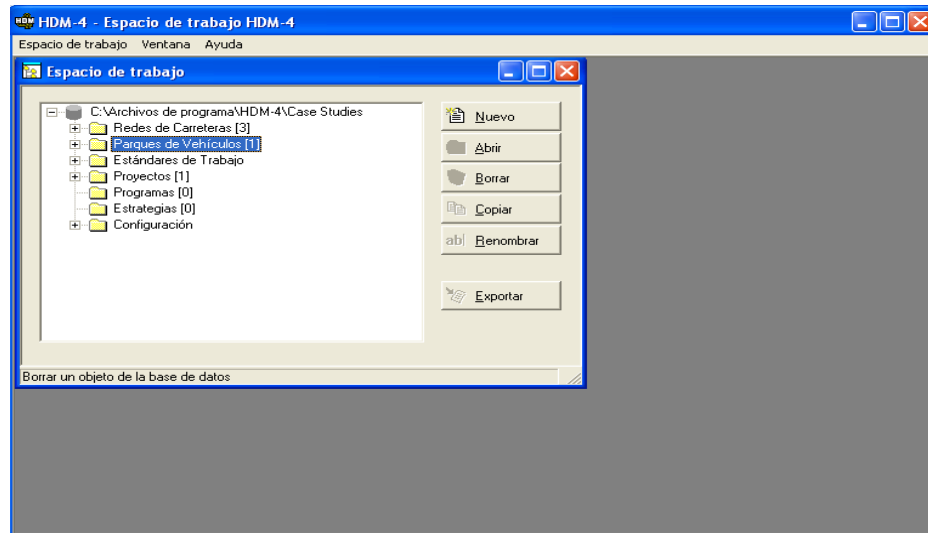 HDM-4 - Espacio de trabajo HDM-4
Espacio de trabajo Ventana Ayuda
Espacio de trabajo
C:\Archivos de programa\HDM-4\Case Studies
Redes de Carreteras [3]
Parques de Vehículos [1]
Estándares de Trabajo
Proyectos [1]
Programas [0]
Estrategias [0]
Configuración
Nuevo
Abrir
Borrar
Copiar
ab Renombrar
Exportar
Borrar un objeto de la base de datos